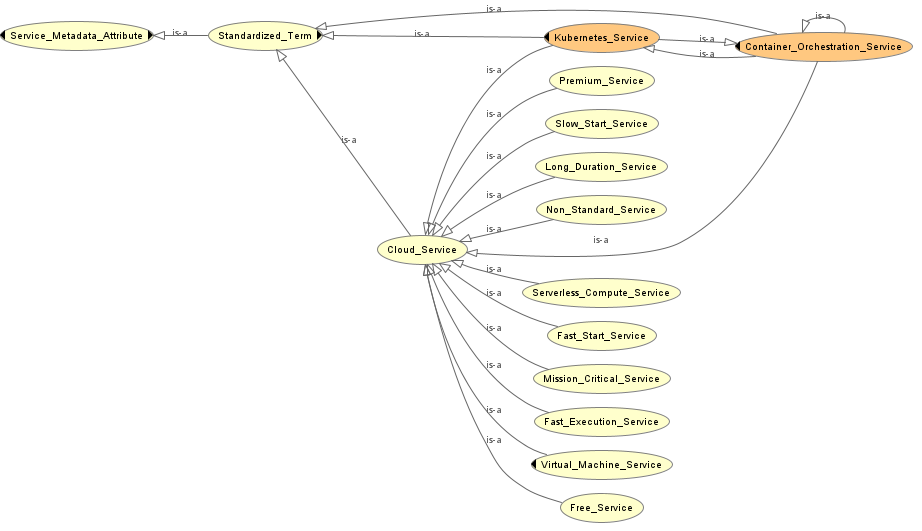 is-a
is-a
Service_Metadata_Attribute
is-a
Standardized_Term
is-a
Kubernetes_Service
is-a
Container_Orchestration_Service
is-a
is-a
Premium_Service
is-a
Slow_Start_Service
is-a
is-a
Long_Duration_Service
is-a
Non_Standard_Service
is-a
is-a
Cloud_Service
is-a
Serverless_Compute_Service
is-a
Fast_Start_Service
is-a
Mission_Critical_Service
is-a
Fast_Execution_Service
is-a
Virtual_Machine_Service
is-a
Free_Service